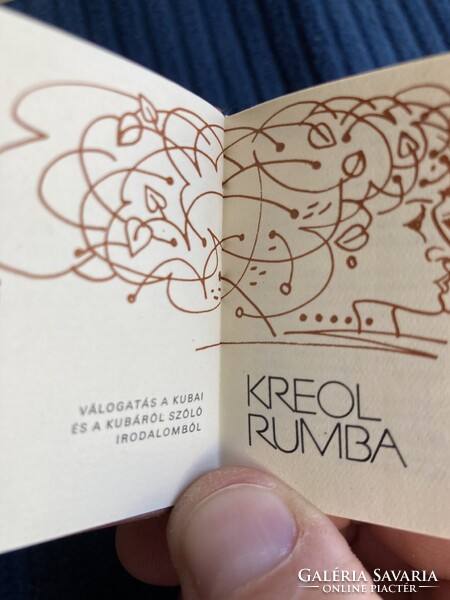 VÁLOGATÁS A KUBAI
ÉS A KUBÁRÓL SZÓLÓ
IRODALOMBÓL
KREOL
RUMBA
GALÉRIA SAVARIA
ONLINE PIACTÉR